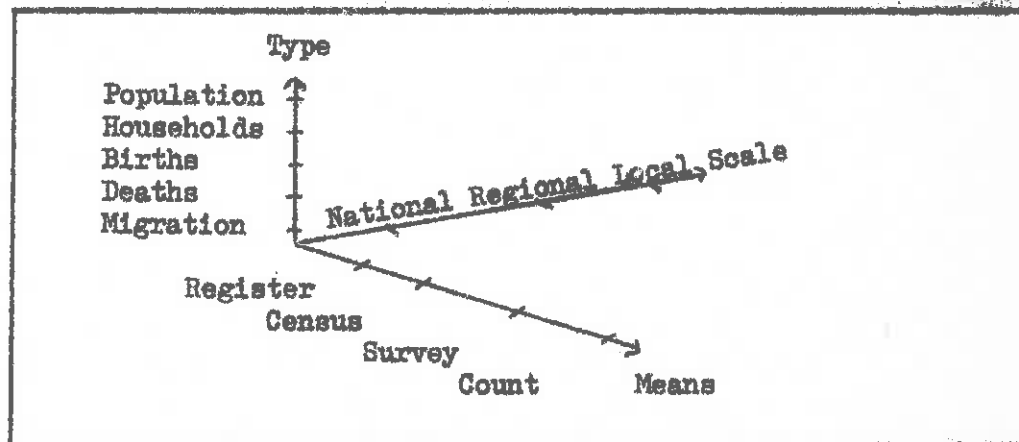 Type
Population
Households
Births
Deaths
Migration
National Regional Local Scale
Register
Census
Survey
Count
Means